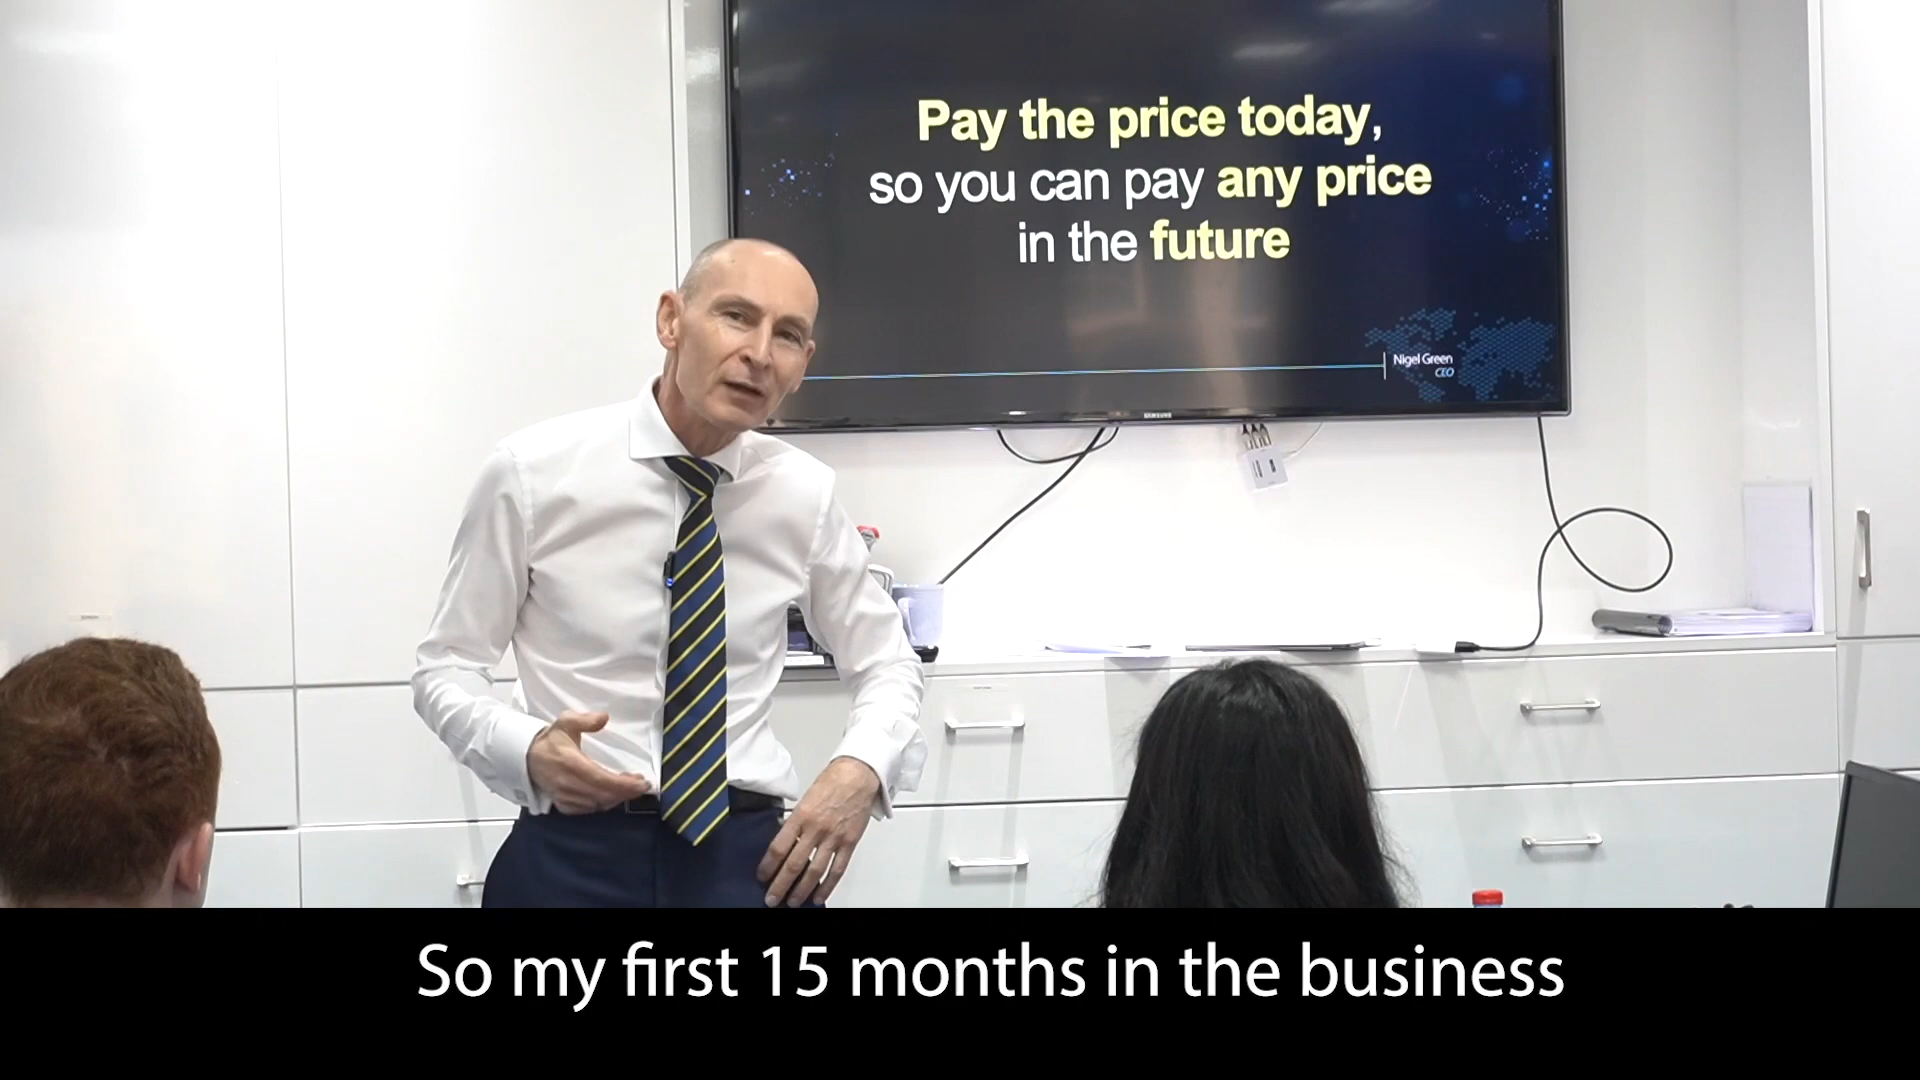 Pay the price today,
so you can pay any price
in the future
Nigel Green
CEO
SAMSUNG
So my first 15 months in the business